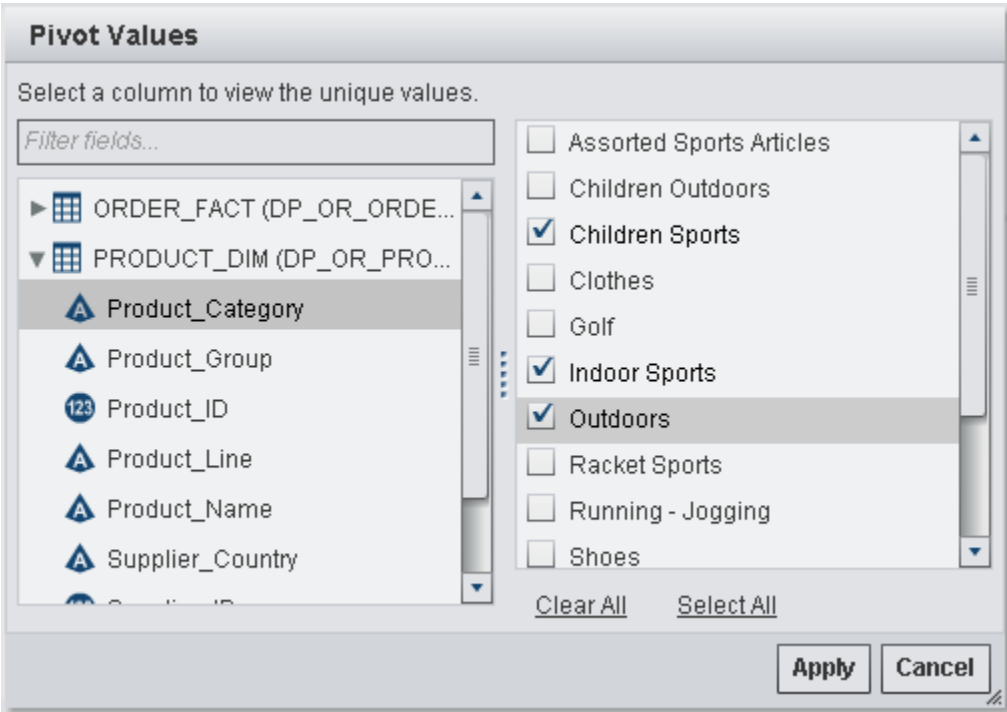 Pivot Values
Select a column to view the unique values.
Filter fields...
ORDER_FACT (DP_OR_ORDE...
PRODUCT_DIM (DP_OR_PRO...
Product_Category
Product_Group
123 Product_ID
Product_Line
Product_Name
Supplier_Country
Assorted Sports Articles
Children Outdoors
Children Sports
Clothes
Golf
Indoor Sports
Outdoors
Racket Sports
Running - Jogging
Shoes
Clear All Select All
Apply Cancel